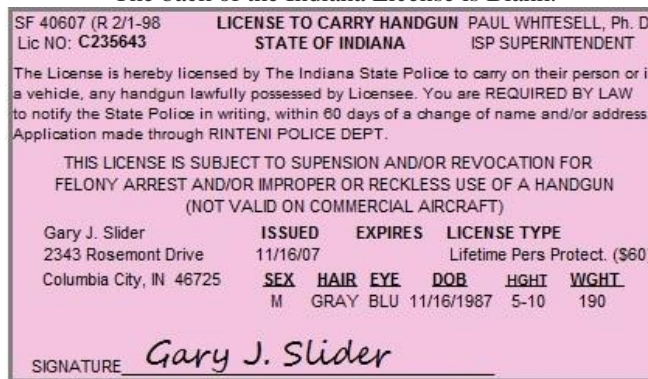 The back of the Indiana License is Blank.
SF 40607 (R 2/1-98 LICENSE TO CARRY HANDGUN PAUL WHITESELL, Ph. D
Lic NO: C235643 STATE OF INDIANA ISP SUPERINTENDENT
The License is hereby licensed by The Indiana State Police to carry on their person or i
a vehicle, any handgun lawfully possessed by Licensee. You are REQUIRED BY LAW
to notify the State Police in writing, within 60 days of a change of name and/or address
Application made through RINTENI POLICE DEPT.
THIS LICENSE IS SUBJECT TO SUPENSION AND/OR REVOCATION FOR
FELONY ARREST AND/OR IMPROPER OR RECKLESS USE OF A HANDGUN
(NOT VALID ON COMMERCIAL AIRCRAFT)
Gary J. Slider ISSUED EXPIRES LICENSE TYPE
2343 Rosemont Drive 11/16/07 Lifetime Pers Protect. ($60
Columbia City, IN 46725 SEX HAIR EYE DOB HGHT WGHT
M GRAY BLU 11/16/1987 5-10 190
SIGNATURE Gary J. Slider